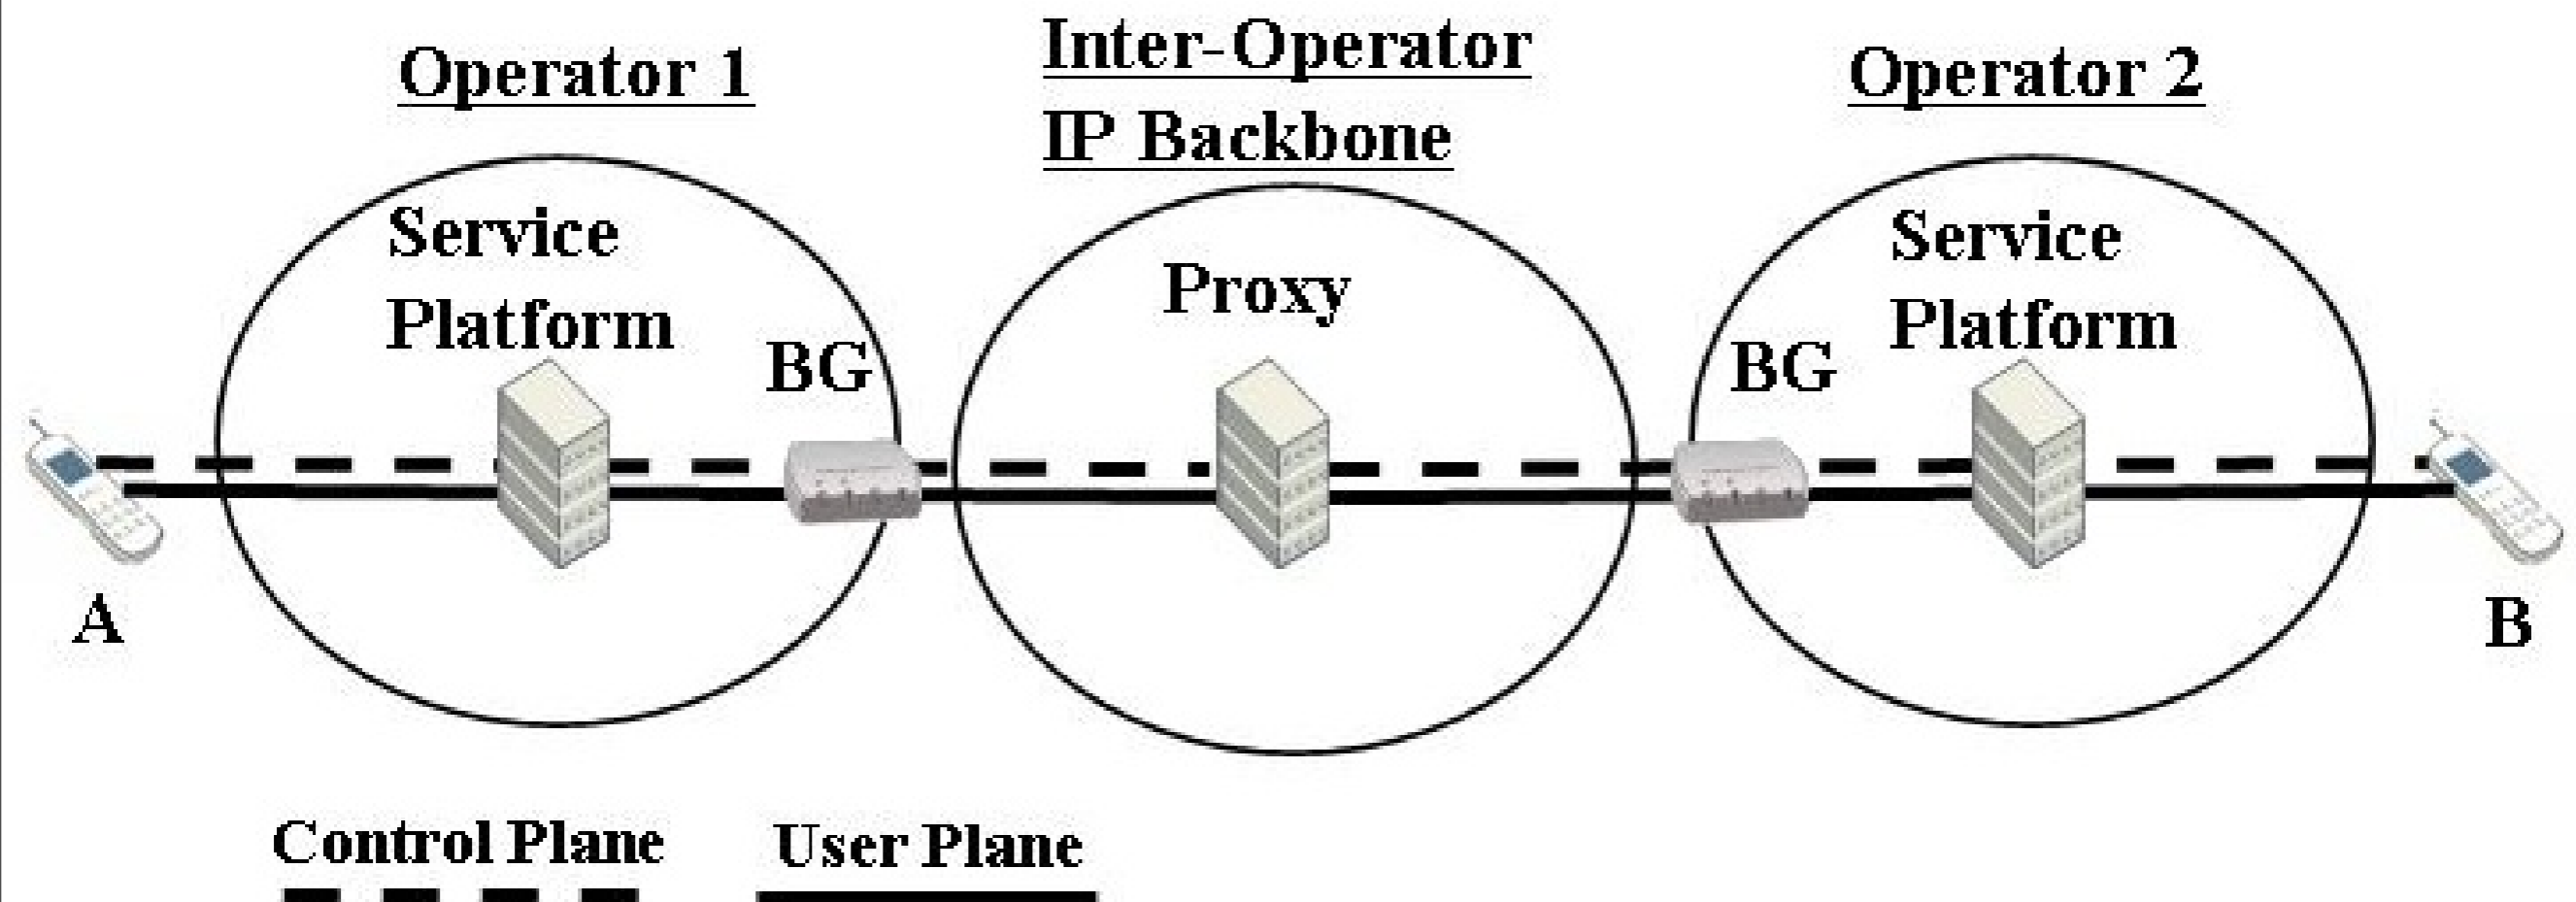 Operator 1
Inter-Operator
IP Backbone
Operator 2
Service
Platform
BG
Proxy
BG
Service
Platform
A
B
Control Plane
User Plane